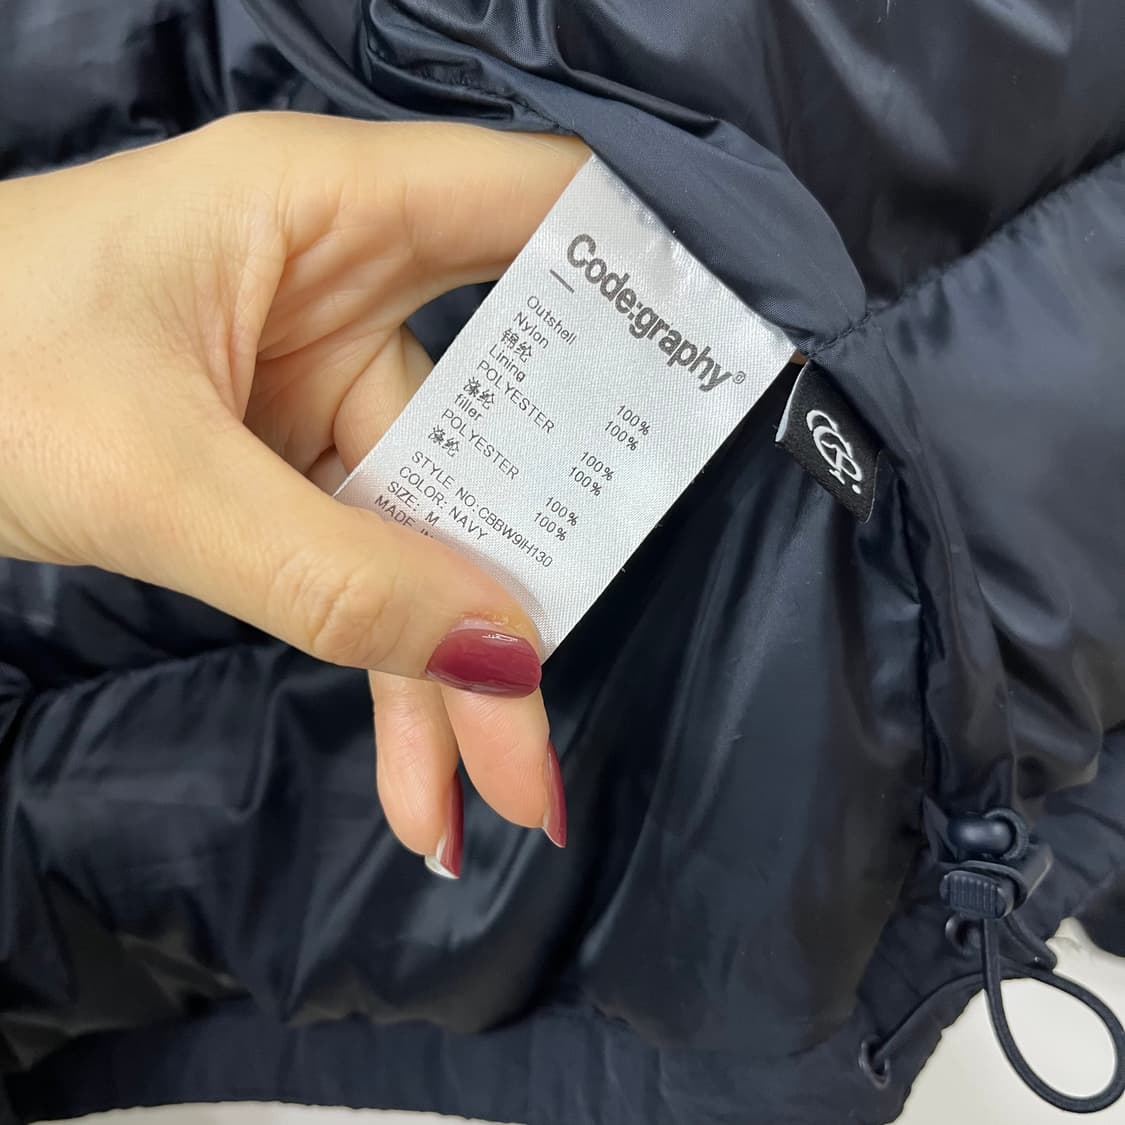 Code:graphy®
Outshell
Nylon 100%
锦纶 100%
Lining
POLYESTER 100%
涤纶 100%
filler
POLYESTER 100%
涤纶 100%
STYLE NO:CBBW9IH130
COLOR: NAVY
SIZE: M
MADE